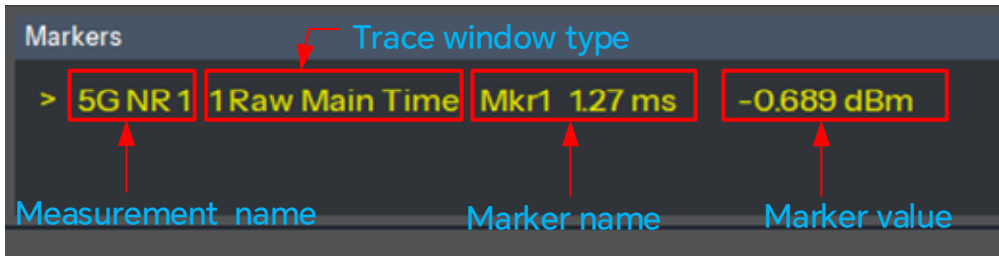 Markers
Trace window type
> 5G NR 1 1 Raw Main Time Mkr1 1.27 ms -0.689 dBm
Measurement name Marker name Marker value